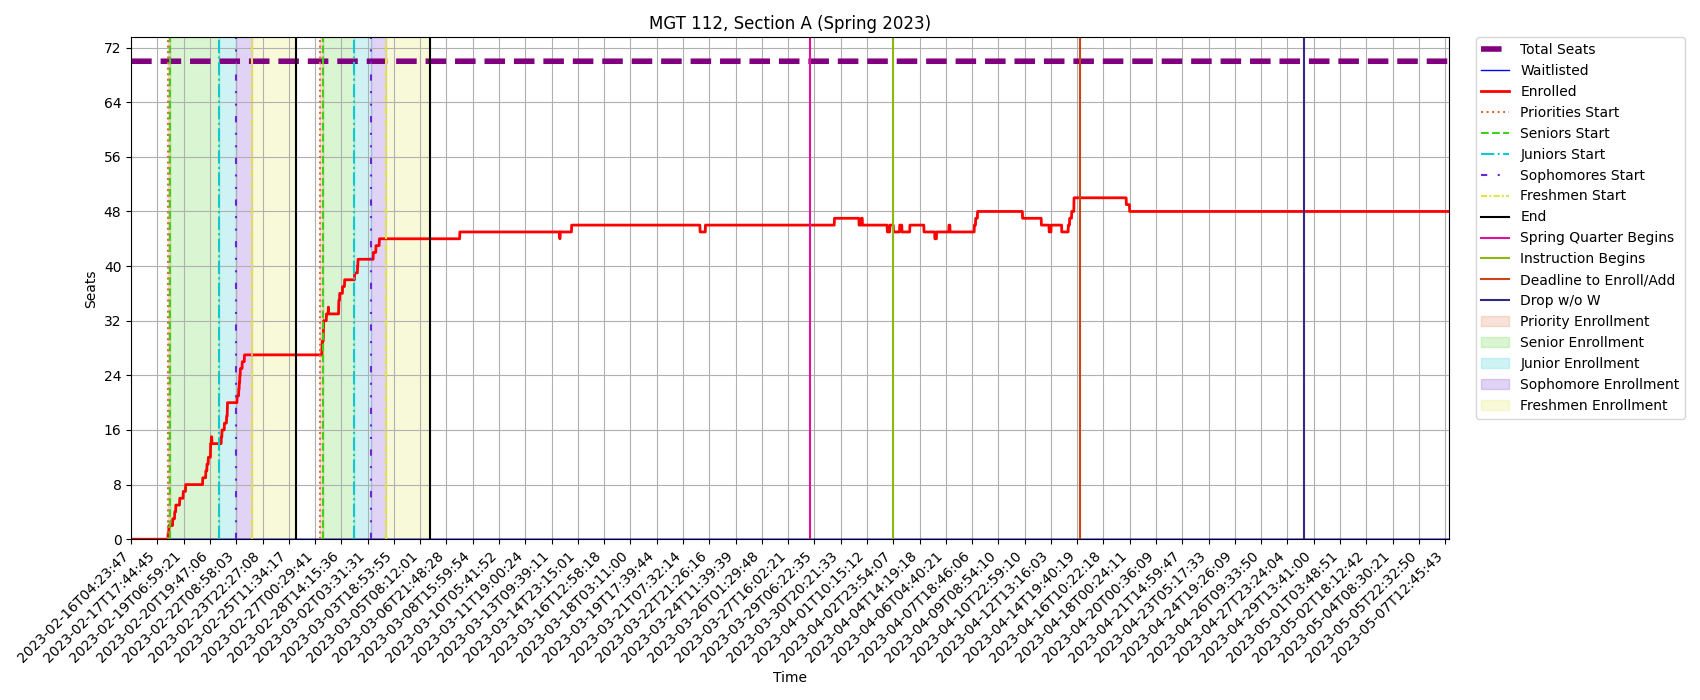 MGT 112, Section A (Spring 2023)
72
64
56
48
40
32
24
16
8
0
Seats
2023-02-16T04:23:47
2023-02-17T17:44:45
2023-02-19T06:59:21
2023-02-20T19:47:06
2023-02-22T08:58:03
2023-02-23T22:27:08
2023-02-25T11:34:17
2023-02-27T00:29:41
2023-02-28T14:15:36
2023-03-02T03:31:31
2023-03-03T18:53:55
2023-03-05T08:12:01
2023-03-06T21:48:28
2023-03-08T15:59:54
2023-03-10T05:41:52
2023-03-11T19:00:24
2023-03-13T09:39:11
2023-03-14T23:15:01
2023-03-16T12:58:18
2023-03-18T03:11:00
2023-03-19T17:39:44
2023-03-21T07:32:14
2023-03-22T21:26:16
2023-03-24T11:39:39
2023-03-26T01:29:48
2023-03-27T16:02:21
2023-03-29T06:22:35
2023-03-30T20:21:33
2023-04-01T10:15:12
2023-04-02T23:54:07
2023-04-04T14:19:18
2023-04-06T04:40:21
2023-04-07T18:46:06
2023-04-09T08:54:10
2023-04-10T22:59:10
2023-04-12T13:16:03
2023-04-14T19:40:19
2023-04-16T10:22:18
2023-04-18T00:24:11
2023-04-20T00:36:09
2023-04-21T14:59:47
2023-04-23T05:17:33
2023-04-24T19:26:09
2023-04-26T09:33:50
2023-04-27T23:24:04
2023-04-29T13:41:00
2023-05-01T03:48:51
2023-05-02T18:12:42
2023-05-04T08:30:21
2023-05-05T22:32:50
2023-05-07T12:45:43
Time
Total Seats
Waitlisted
Enrolled
Priorities Start
Seniors Start
Juniors Start
Sophomores Start
Freshmen Start
End
Spring Quarter Begins
Instruction Begins
Deadline to Enroll/Add
Drop w/o W
Priority Enrollment
Senior Enrollment
Junior Enrollment
Sophomore Enrollment
Freshmen Enrollment